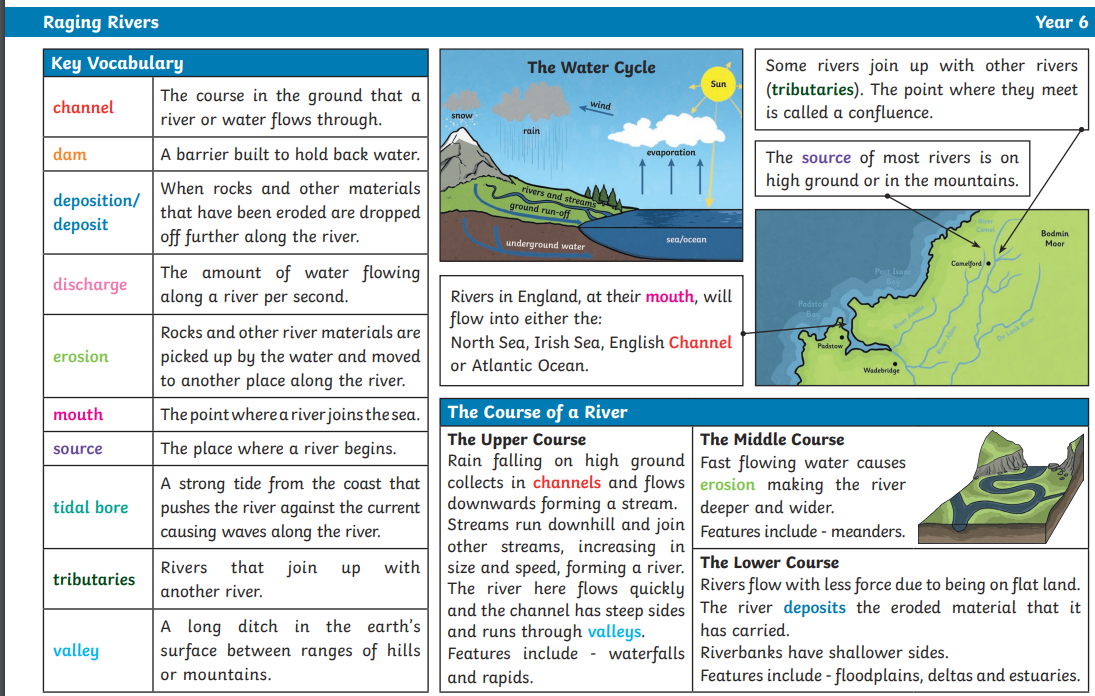 Raging Rivers
Year 6
Key Vocabulary
channel
The course in the ground that a
river or water flows through.
dam
A barrier built to hold back water.
deposition/
deposit
When rocks and other materials
that have been eroded are dropped
off further along the river.
discharge
The amount of water flowing
along a river per second.
erosion
Rocks and other river materials are
picked up by the water and moved
to another place along the river.
mouth
The point where a river joins the sea.
source
The place where a river begins.
tidal bore
A strong tide from the coast that
pushes the river against the current
causing waves along the river.
tributaries
Rivers that join up with
another river.
valley
A long ditch in the earth's
surface between ranges of hills
or mountains.
The Water Cycle
Sun
snow
rain
wind
evaporation
rivers and streams
ground run-off
underground water
sea/ocean
Some rivers join up with other rivers
(tributaries). The point where they meet
is called a confluence.
The source of most rivers is on
high ground or in the mountains.
Rivers in England, at their mouth, will
flow into either the:
North Sea, Irish Sea, English Channel
or Atlantic Ocean.
River
Camel
Bodmin
Moor
Camelford
Port Isaac
Bay
Padstow
Bay
River Amble
River Allen
De Lank River
Padstow
Wadebridge
The Course of a River
The Upper Course
Rain falling on high ground
collects in channels and flows
downwards forming a stream.
Streams run downhill and join
other streams, increasing in
size and speed, forming a river.
The river here flows quickly
and the channel has steep sides
and runs through valleys.
Features include - waterfalls
and rapids.
The Middle Course
Fast flowing water causes
erosion making the river
deeper and wider.
Features include - meanders.
The Lower Course
Rivers flow with less force due to being on flat land.
The river deposits the eroded material that it
has carried.
Riverbanks have shallower sides.
Features include - floodplains, deltas and estuaries.